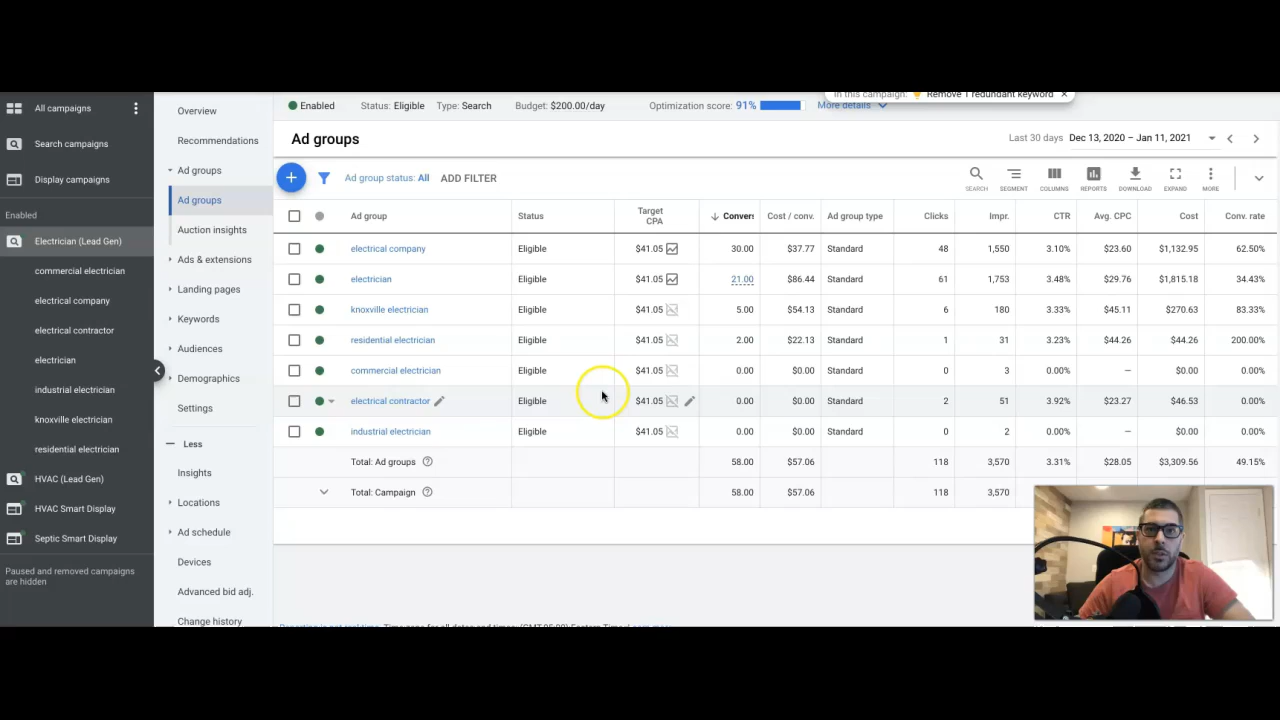 All campaigns
Search campaigns
Display campaigns
Enabled
Electrician (Lead Gen)
commercial electrician
electrical company
electrical contractor
electrician
industrial electrician
knoxville electrician
residential electrician
HVAC (Lead Gen)
HVAC Smart Display
Septic Smart Display
Paused and removed campaigns
are hidden
Overview
Recommendations
Ad groups
Ad groups
Auction insights
Ads & extensions
Landing pages
Keywords
Audiences
Demographics
Settings
Less
Insights
Locations
Ad schedule
Devices
Advanced bid adj.
Change history
Enabled Status: Eligible Type: Search Budget: $200.00/day Optimization score: 91% More details
In this campaign: Remove 1 redundant keyword
Ad groups Last 30 days Dec 13, 2020 – Jan 11, 2021
Ad group status: All ADD FILTER SEARCH SEGMENT COLUMNS REPORTS DOWNLOAD EXPAND MORE
Ad group Status Target CPA Convers Cost / conv. Ad group type Clicks Impr. CTR Avg. CPC Cost Conv. rate
electrical company Eligible $41.05 30.00 $37.77 Standard 48 1,550 3.10% $23.60 $1,132.95 62.50%
electrician Eligible $41.05 21.00 $86.44 Standard 61 1,753 3.48% $29.76 $1,815.18 34.43%
knoxville electrician Eligible $41.05 5.00 $54.13 Standard 6 180 3.33% $45.11 $270.63 83.33%
residential electrician Eligible $41.05 2.00 $22.13 Standard 1 31 3.23% $44.26 $44.26 200.00%
commercial electrician Eligible $41.05 0.00 $0.00 Standard 0 3 0.00% — $0.00 0.00%
electrical contractor Eligible $41.05 0.00 $0.00 Standard 2 51 3.92% $23.27 $46.53 0.00%
industrial electrician Eligible $41.05 0.00 $0.00 Standard 0 2 0.00% — $0.00 0.00%
Total: Ad groups 58.00 $57.06 118 3,570 3.31% $28.05 $3,309.56 49.15%
Total: Campaign 58.00 $57.06 118 3,570